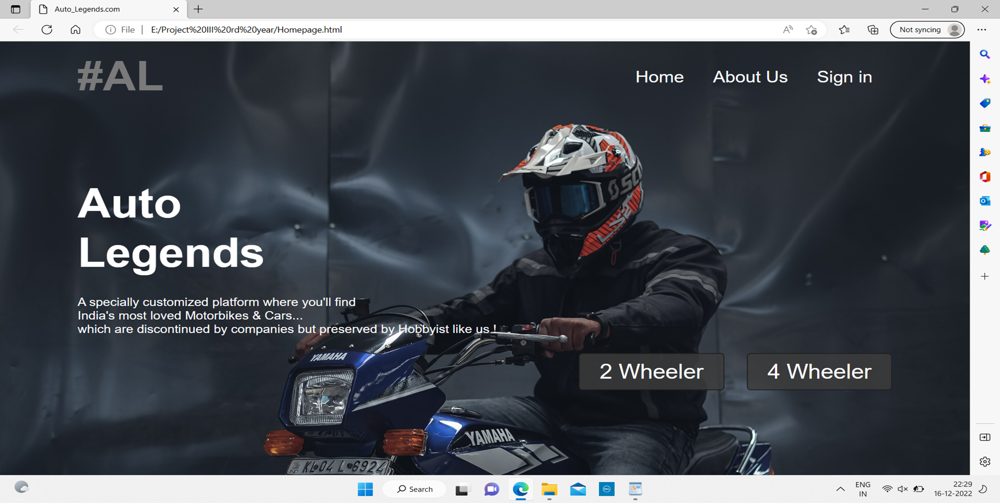 Auto_Legends.com
File
E:/Project%20III%20rd%20year/Homepage.html
Not syncing
#AL
Home About Us Sign in
Auto
Legends
A specially customized platform where you'll find
India's most loved Motorbikes & Cars...
which are discontinued by companies but preserved by Hobbyist like us !
2 Wheeler 4 Wheeler
YAMAHA
YAMAHA
KL04 L 6924
IND
LS2
Search
ENG
IN
22:29
16-12-2022